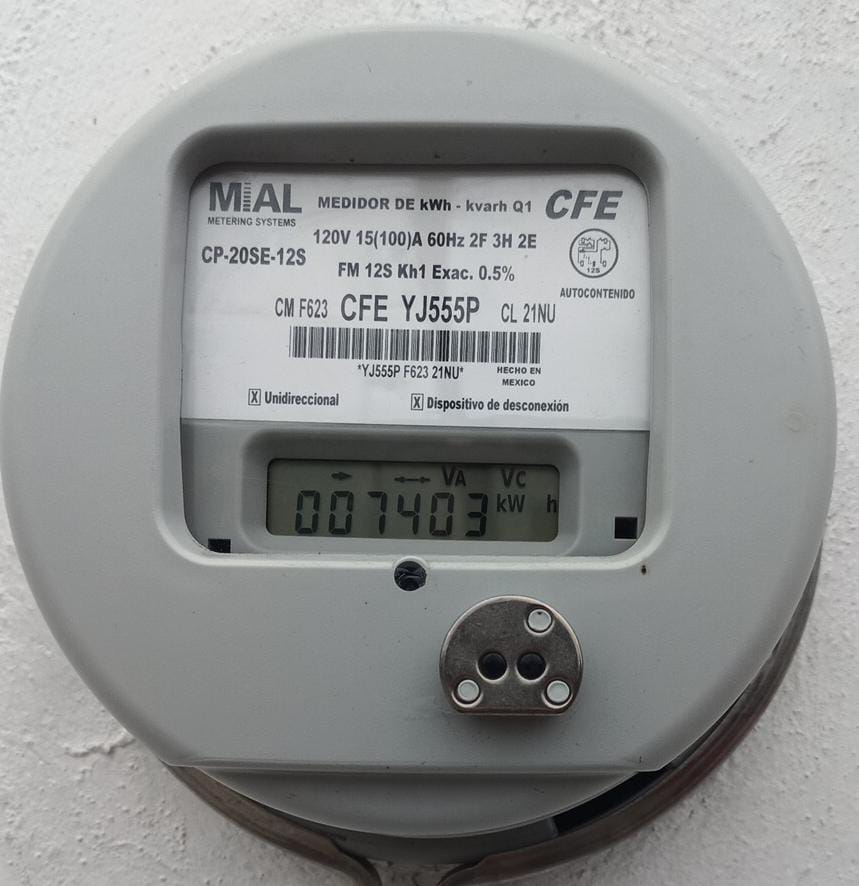 MIAL
METERING SYSTEMS
MEDIDOR DE kWh - kvarh Q1
CFE
120V 15(100)A 60Hz 2F 3H 2E
CP-20SE-12S
FM 12S Kh1 Exac. 0.5%
12S
AUTOCONTENIDO
CM F623 CFE YJ555P CL 21NU
*YJ555P F623 21NU*
HECHO EN
MEXICO
X Unidireccional
X Dispositivo de desconexión
VA VC
007403 kW h